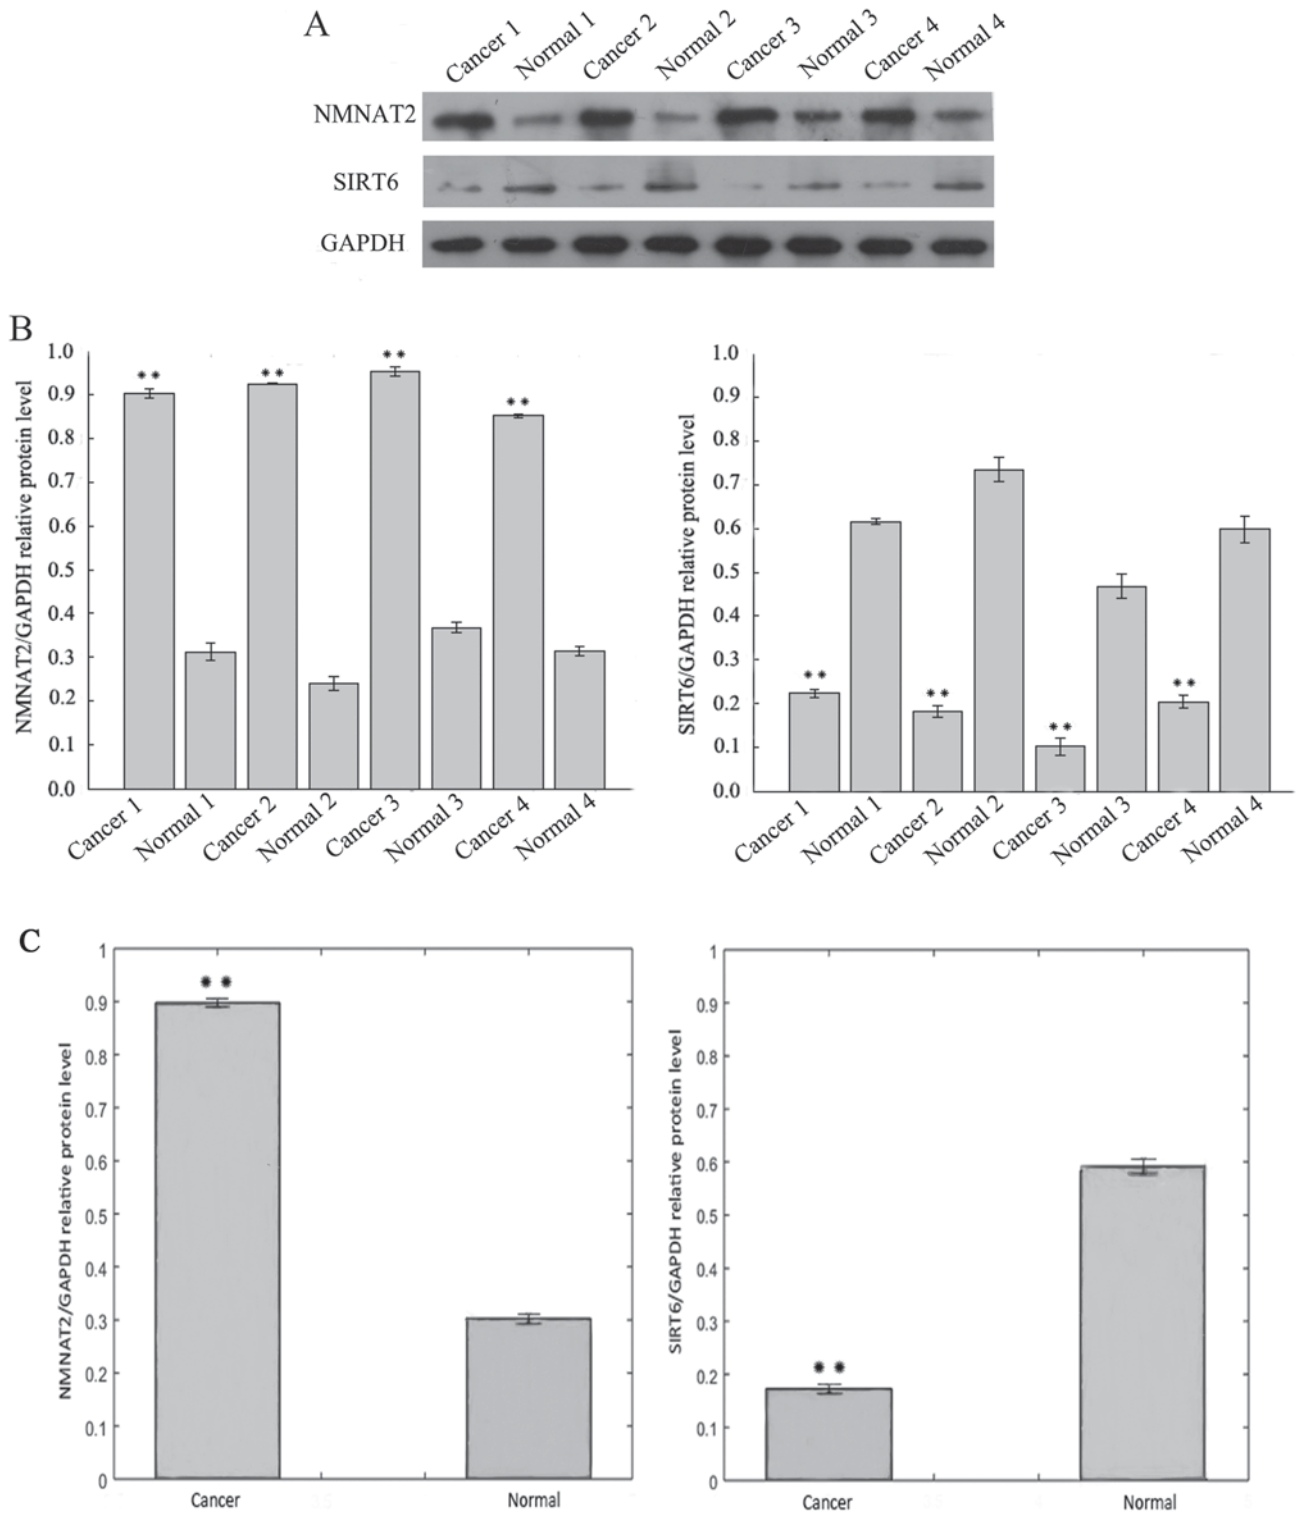 A
Cancer 1 Normal 1 Cancer 2 Normal 2 Cancer 3 Normal 3 Cancer 4 Normal 4
NMNAT2
SIRT6
GAPDH
B
NMNAT2/GAPDH relative protein level
1.0
0.9
0.8
0.7
0.6
0.5
0.4
0.3
0.2
0.1
0.0
** ** ** **
Cancer 1 Normal 1 Cancer 2 Normal 2 Cancer 3 Normal 3 Cancer 4 Normal 4
SIRT6/GAPDH relative protein level
1.0
0.9
0.8
0.7
0.6
0.5
0.4
0.3
0.2
0.1
0.0
** ** ** **
Cancer 1 Normal 1 Cancer 2 Normal 2 Cancer 3 Normal 3 Cancer 4 Normal 4
C
NMNAT2/GAPDH relative protein level
1
0.9
0.8
0.7
0.6
0.5
0.4
0.3
0.2
0.1
0
**
Cancer Normal
SIRT6/GAPDH relative protein level
1
0.9
0.8
0.7
0.6
0.5
0.4
0.3
0.2
0.1
0
**
Cancer Normal